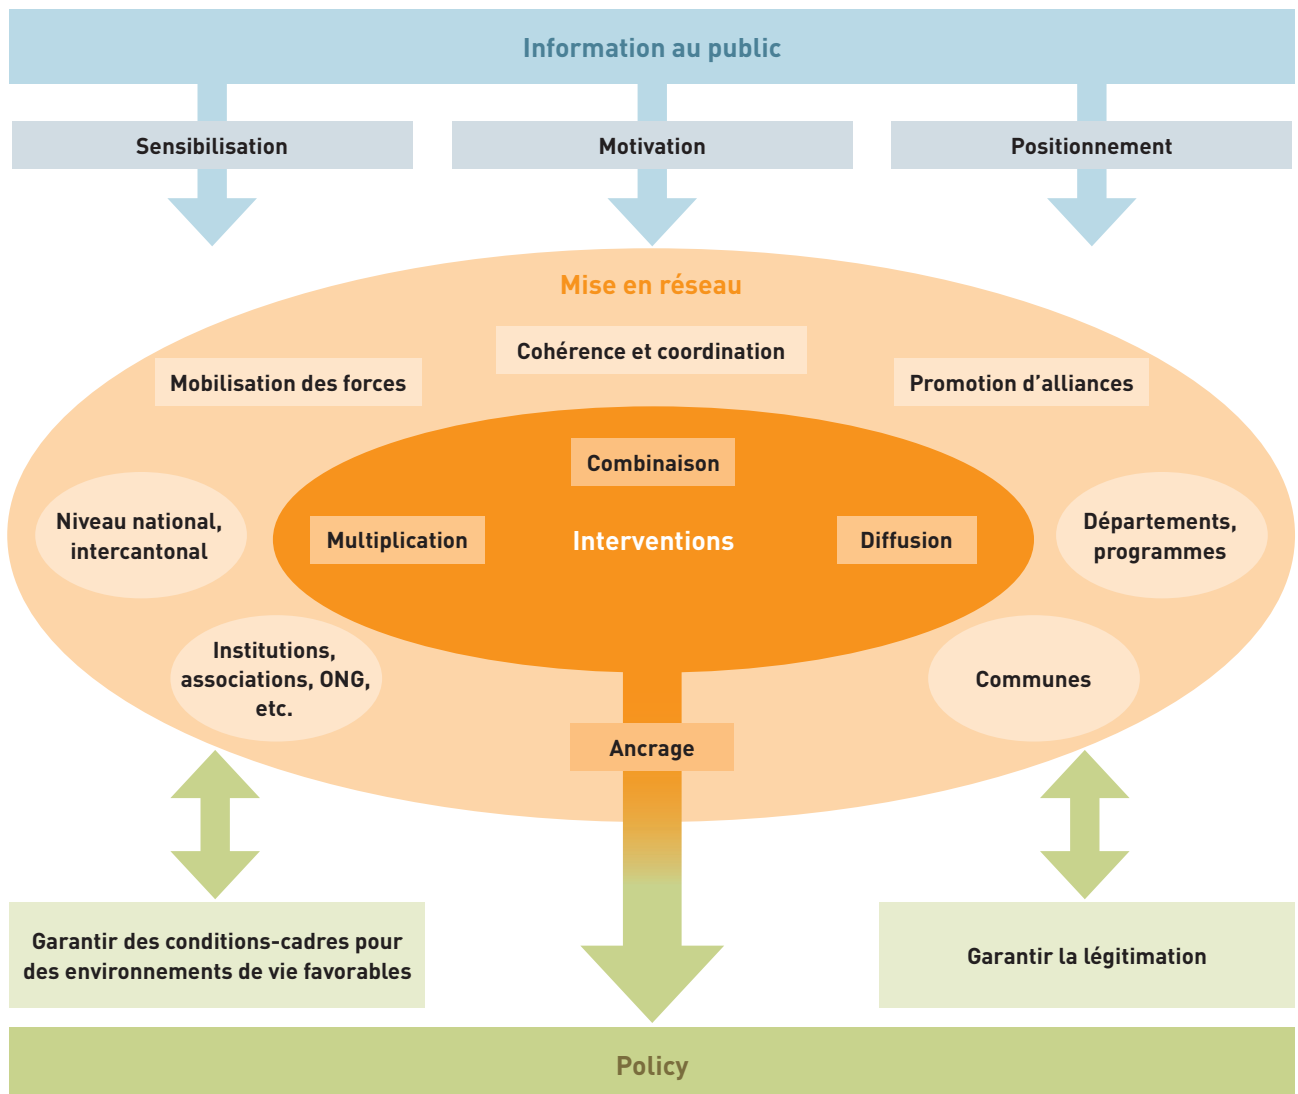 Information au public
Sensibilisation
Motivation
Positionnement
Mise en réseau
Cohérence et coordination
Mobilisation des forces
Promotion d’alliances
Combinaison
Niveau national,
intercantonal
Multiplication
Interventions
Diffusion
Départements,
programmes
Institutions,
associations, ONG,
etc.
Communes
Ancrage
Garantir des conditions-cadres pour
des environnements de vie favorables
Garantir la légitimation
Policy